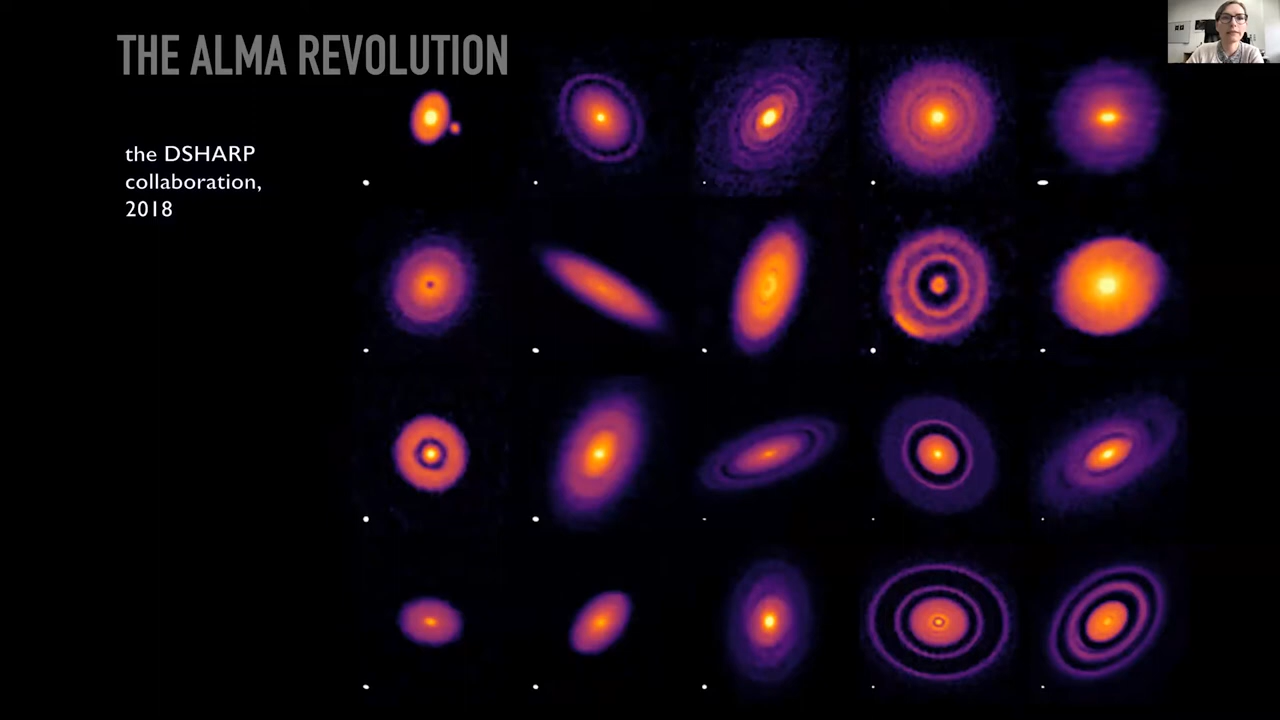 THE ALMA REVOLUTION
the DSHARP
collaboration,
2018